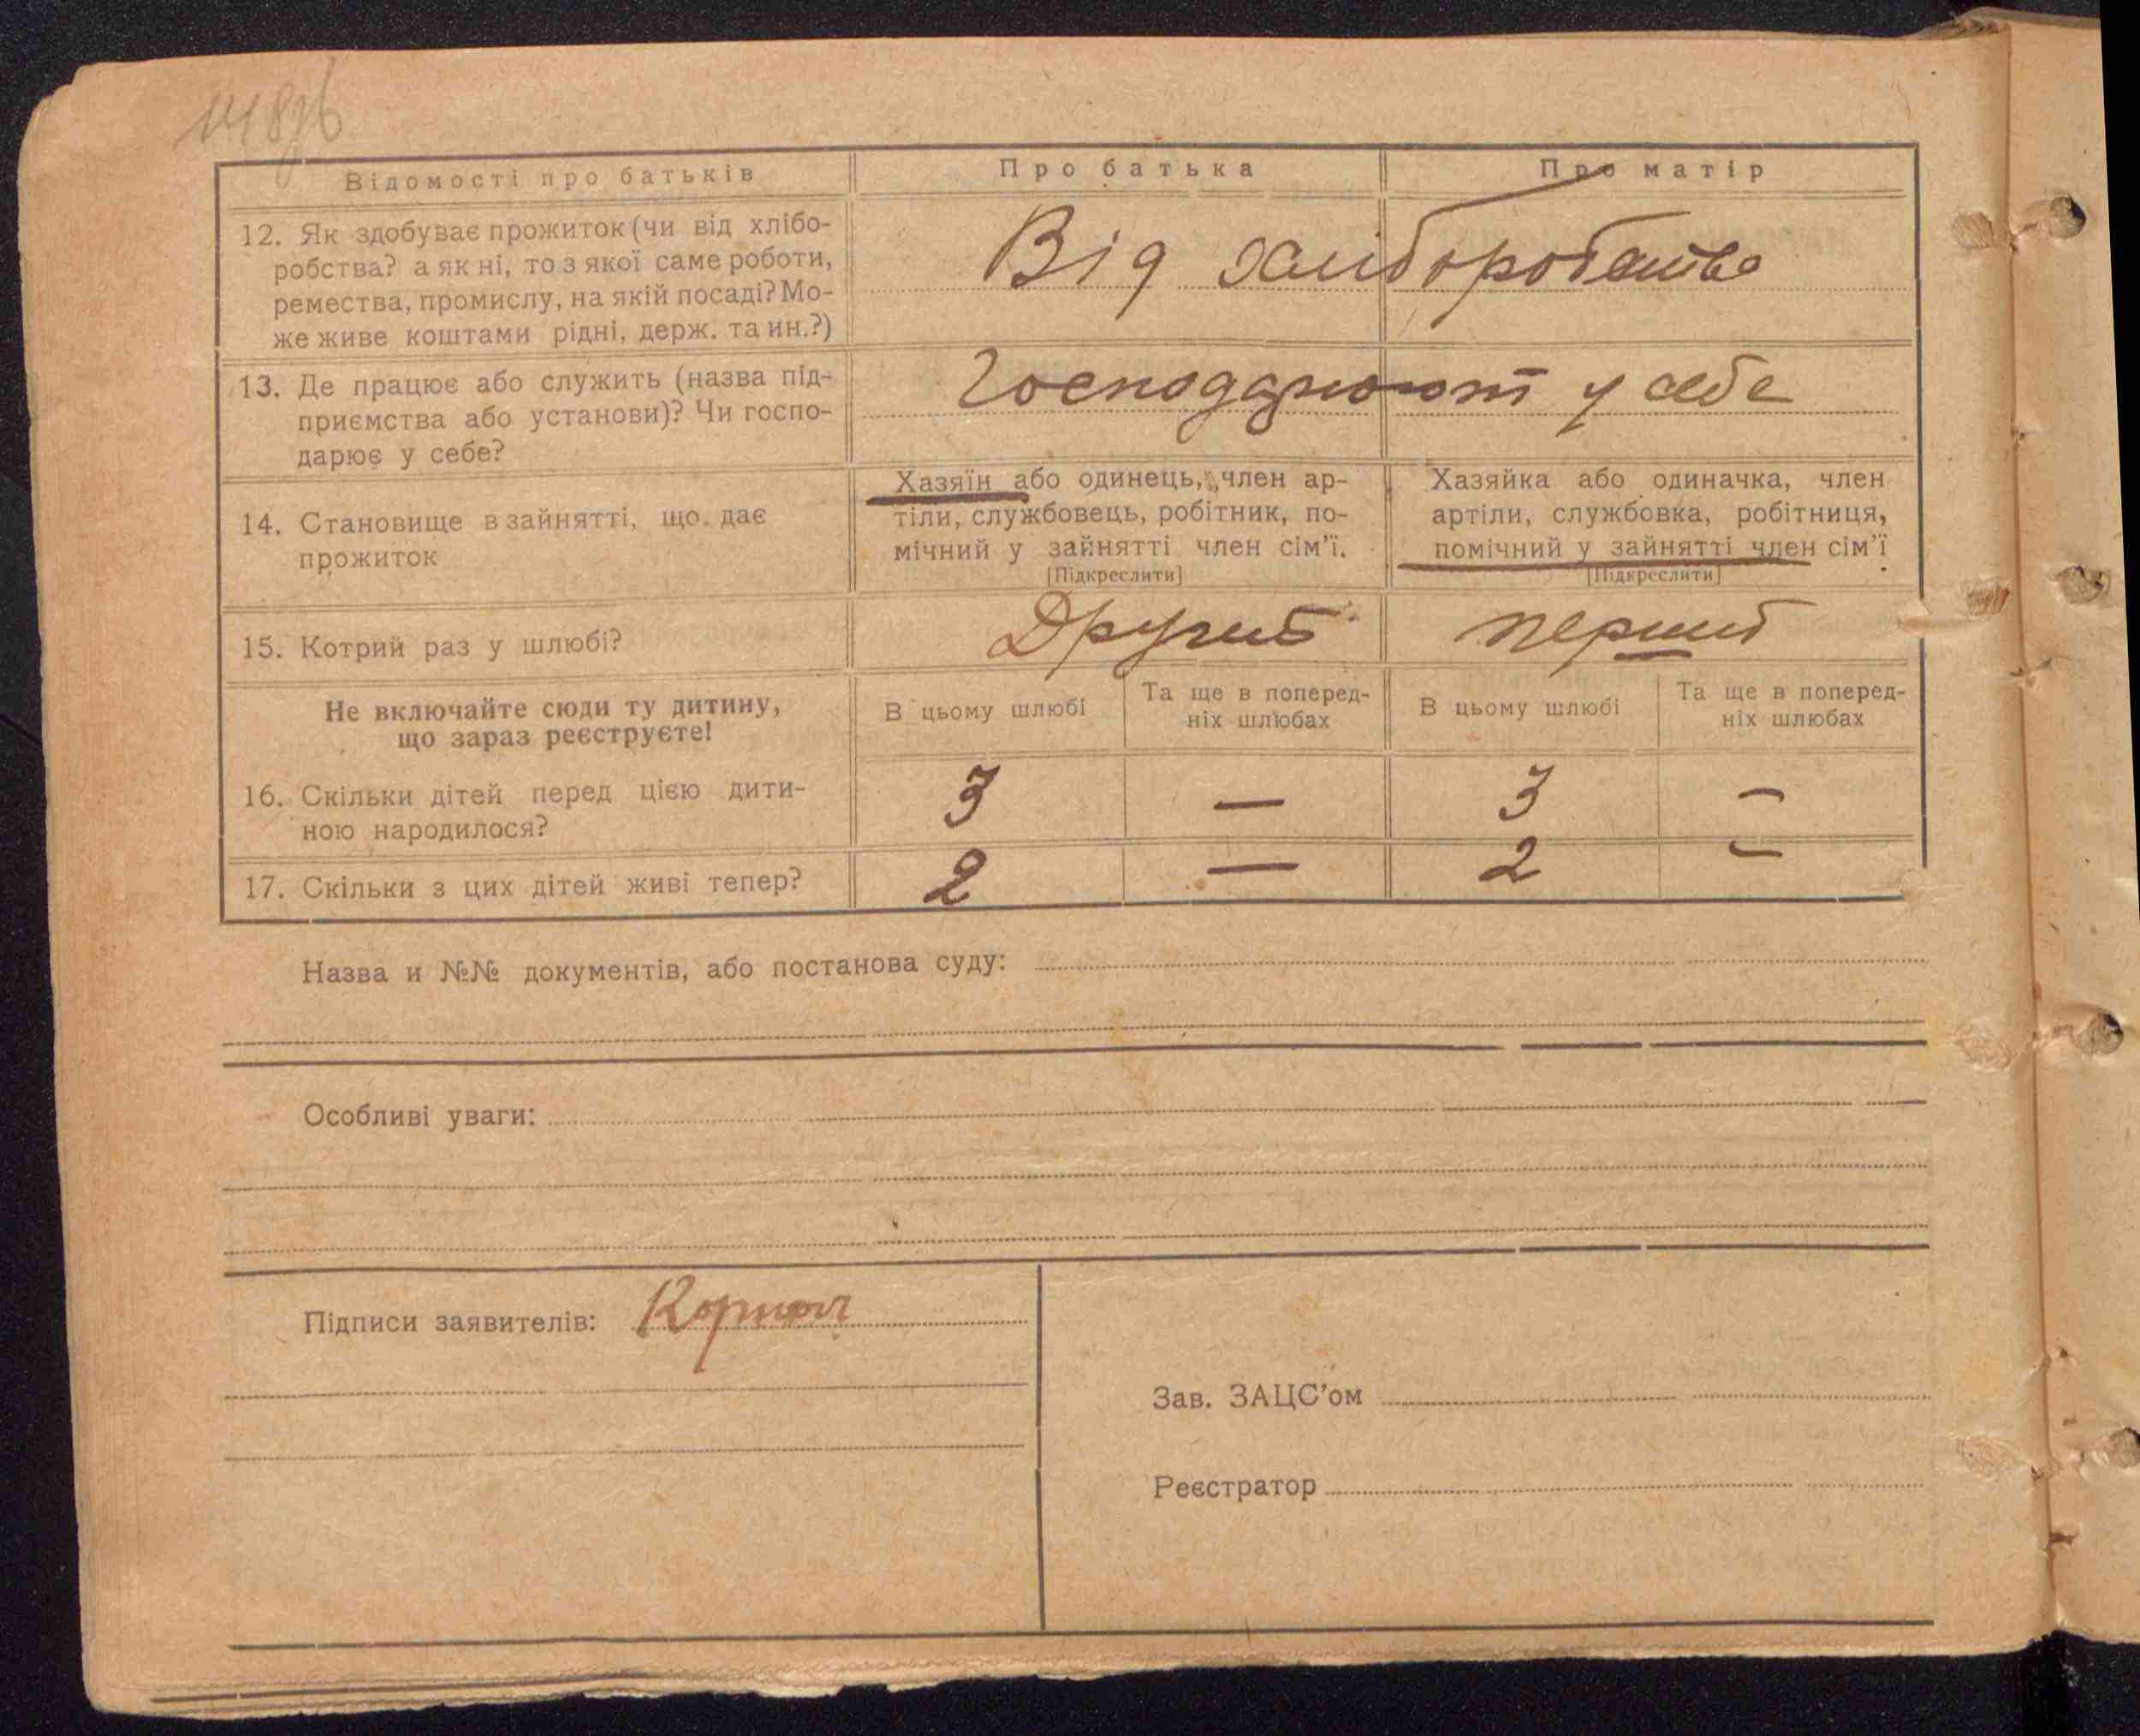 Відомості про батьків
Про батька
Про матір
12. Як здобуває прожиток (чи від хлібо-
робства? а як ні, то з якої саме роботи,
ремества, промислу, на якій посаді? Мо-
же живе коштами рідні, держ. та ин.?)
Від хліборобства
13. Де працює або служить (назва під-
приємства або установи)? Чи госпо-
дарює у себе?
Господарюют у себе
14. Становище в зайнятті, що дає
прожиток
Хазяїн або одинець, член ар-
тіли, службовець, робітник, по-
мічний у зайнятті член сім'ї.
[Підкреслити]
Хазяйка або одиначка, член
артіли, службовка, робітниця,
помічний у зайнятті член сім'ї
[Підкреслити]
15. Котрий раз у шлюбі?
Другий
перший
Не включайте сюди ту дитину,
що зараз реєструєте!
В цьому шлюбі
Та ще в поперед-
ніх шлюбах
В цьому шлюбі
Та ще в поперед-
ніх шлюбах
16. Скільки дітей перед цією дити-
ною народилося?
3 — 3 —
17. Скільки з цих дітей живі тепер?
2 — 2 —
Назва и №№ документів, або постанова суду:
Особливі уваги:
Підписи заявителів:
Зав. ЗАЦС'ом
Реєстратор